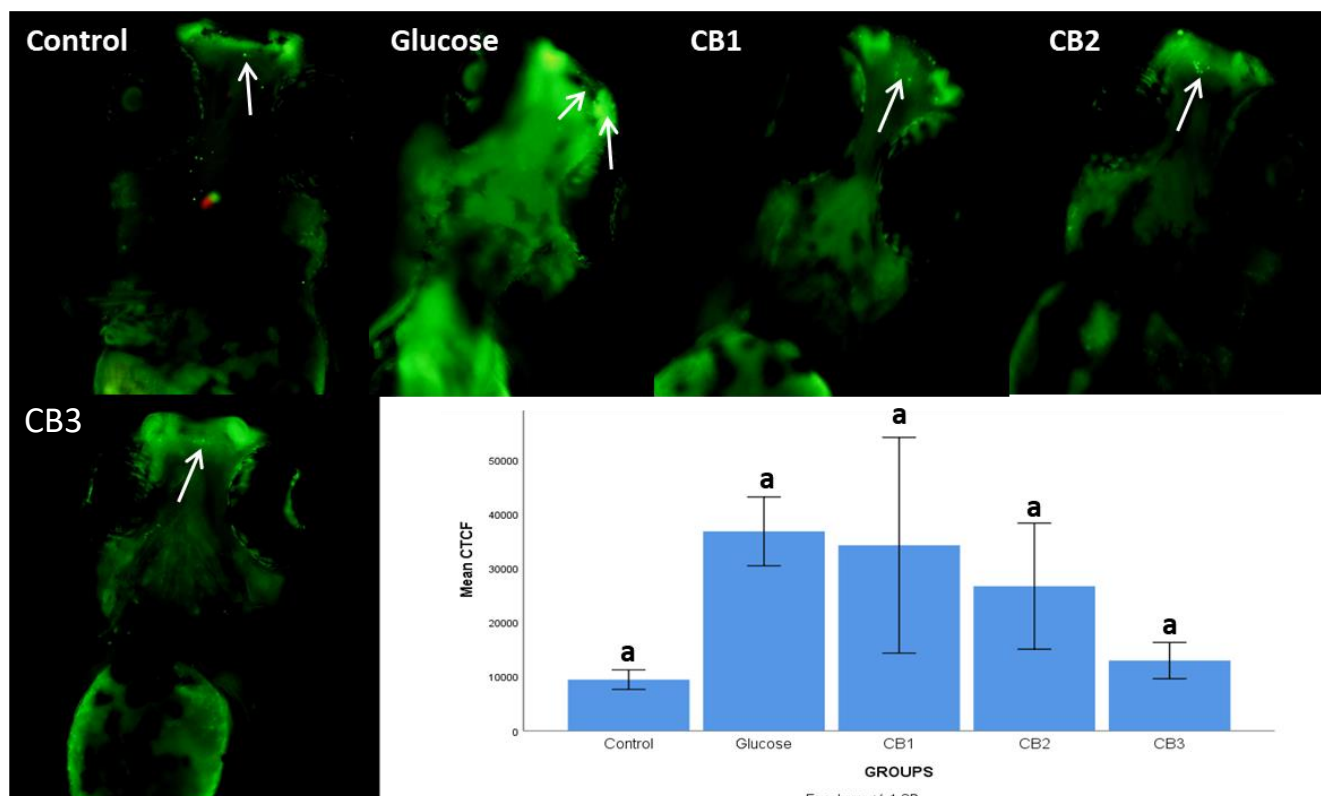 Control
Glucose
CB1
CB2
CB3
a
a
a
a
a
50000
40000
30000
20000
10000
0
Mean CTCF
Control Glucose CB1 CB2 CB3
GROUPS